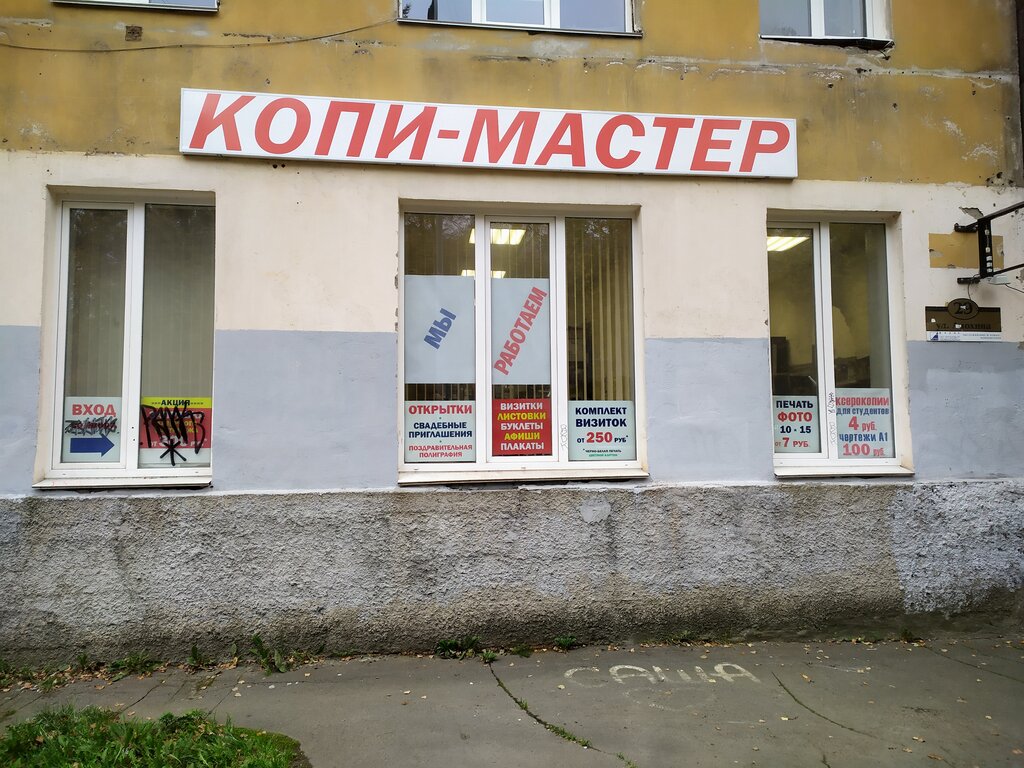 КОПИ-МАСТЕР
МЫ
РАБОТАЕМ
ВХОД
АКЦИЯ
ОТКРЫТКИ
СВАДЕБНЫЕ
ПРИГЛАШЕНИЯ
ПОЗДРАВИТЕЛЬНАЯ
ПОЛИГРАФИЯ
ВИЗИТКИ
ЛИСТОВКИ
БУКЛЕТЫ
АФИШИ
ПЛАКАТЫ
КОМПЛЕКТ
ВИЗИТОК
ОТ 250 РУБ*
ПЕЧАТЬ
ФОТО
10 · 15
от 7 РУБ.
ксерокопии
для студентов
4 руб.
чертежи А1
100 руб.
29
УЛ.
САША